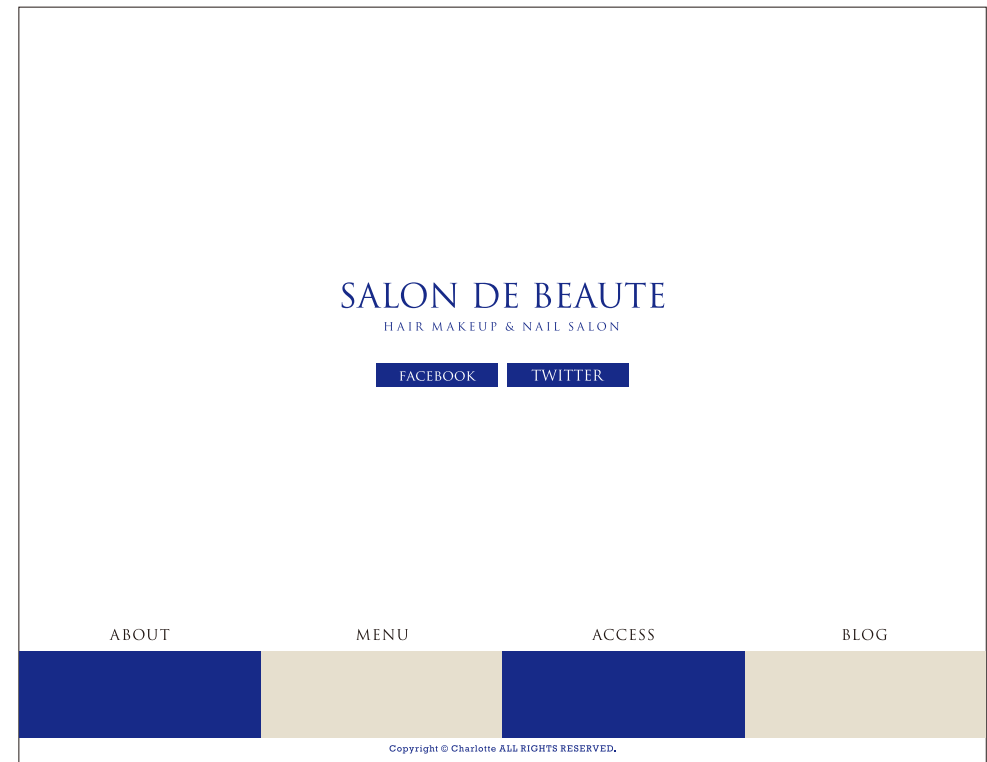 SALON DE BEAUTE
HAIR MAKEUP & NAIL SALON
FACEBOOK TWITTER
ABOUT MENU ACCESS BLOG
Copyright © Charlotte ALL RIGHTS RESERVED.